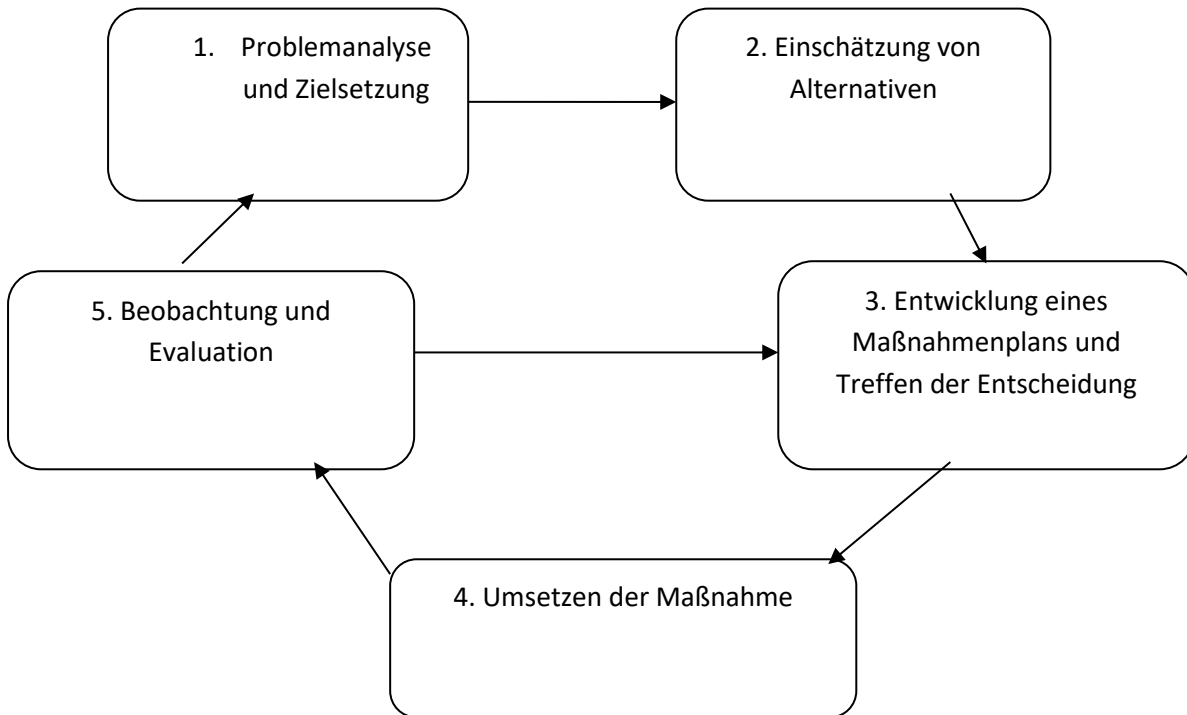 1. Problemanalyse
und Zielsetzung
2. Einschätzung von
Alternativen
3. Entwicklung eines
Maßnahmenplans und
Treffen der Entscheidung
4. Umsetzen der Maßnahme
5. Beobachtung und
Evaluation